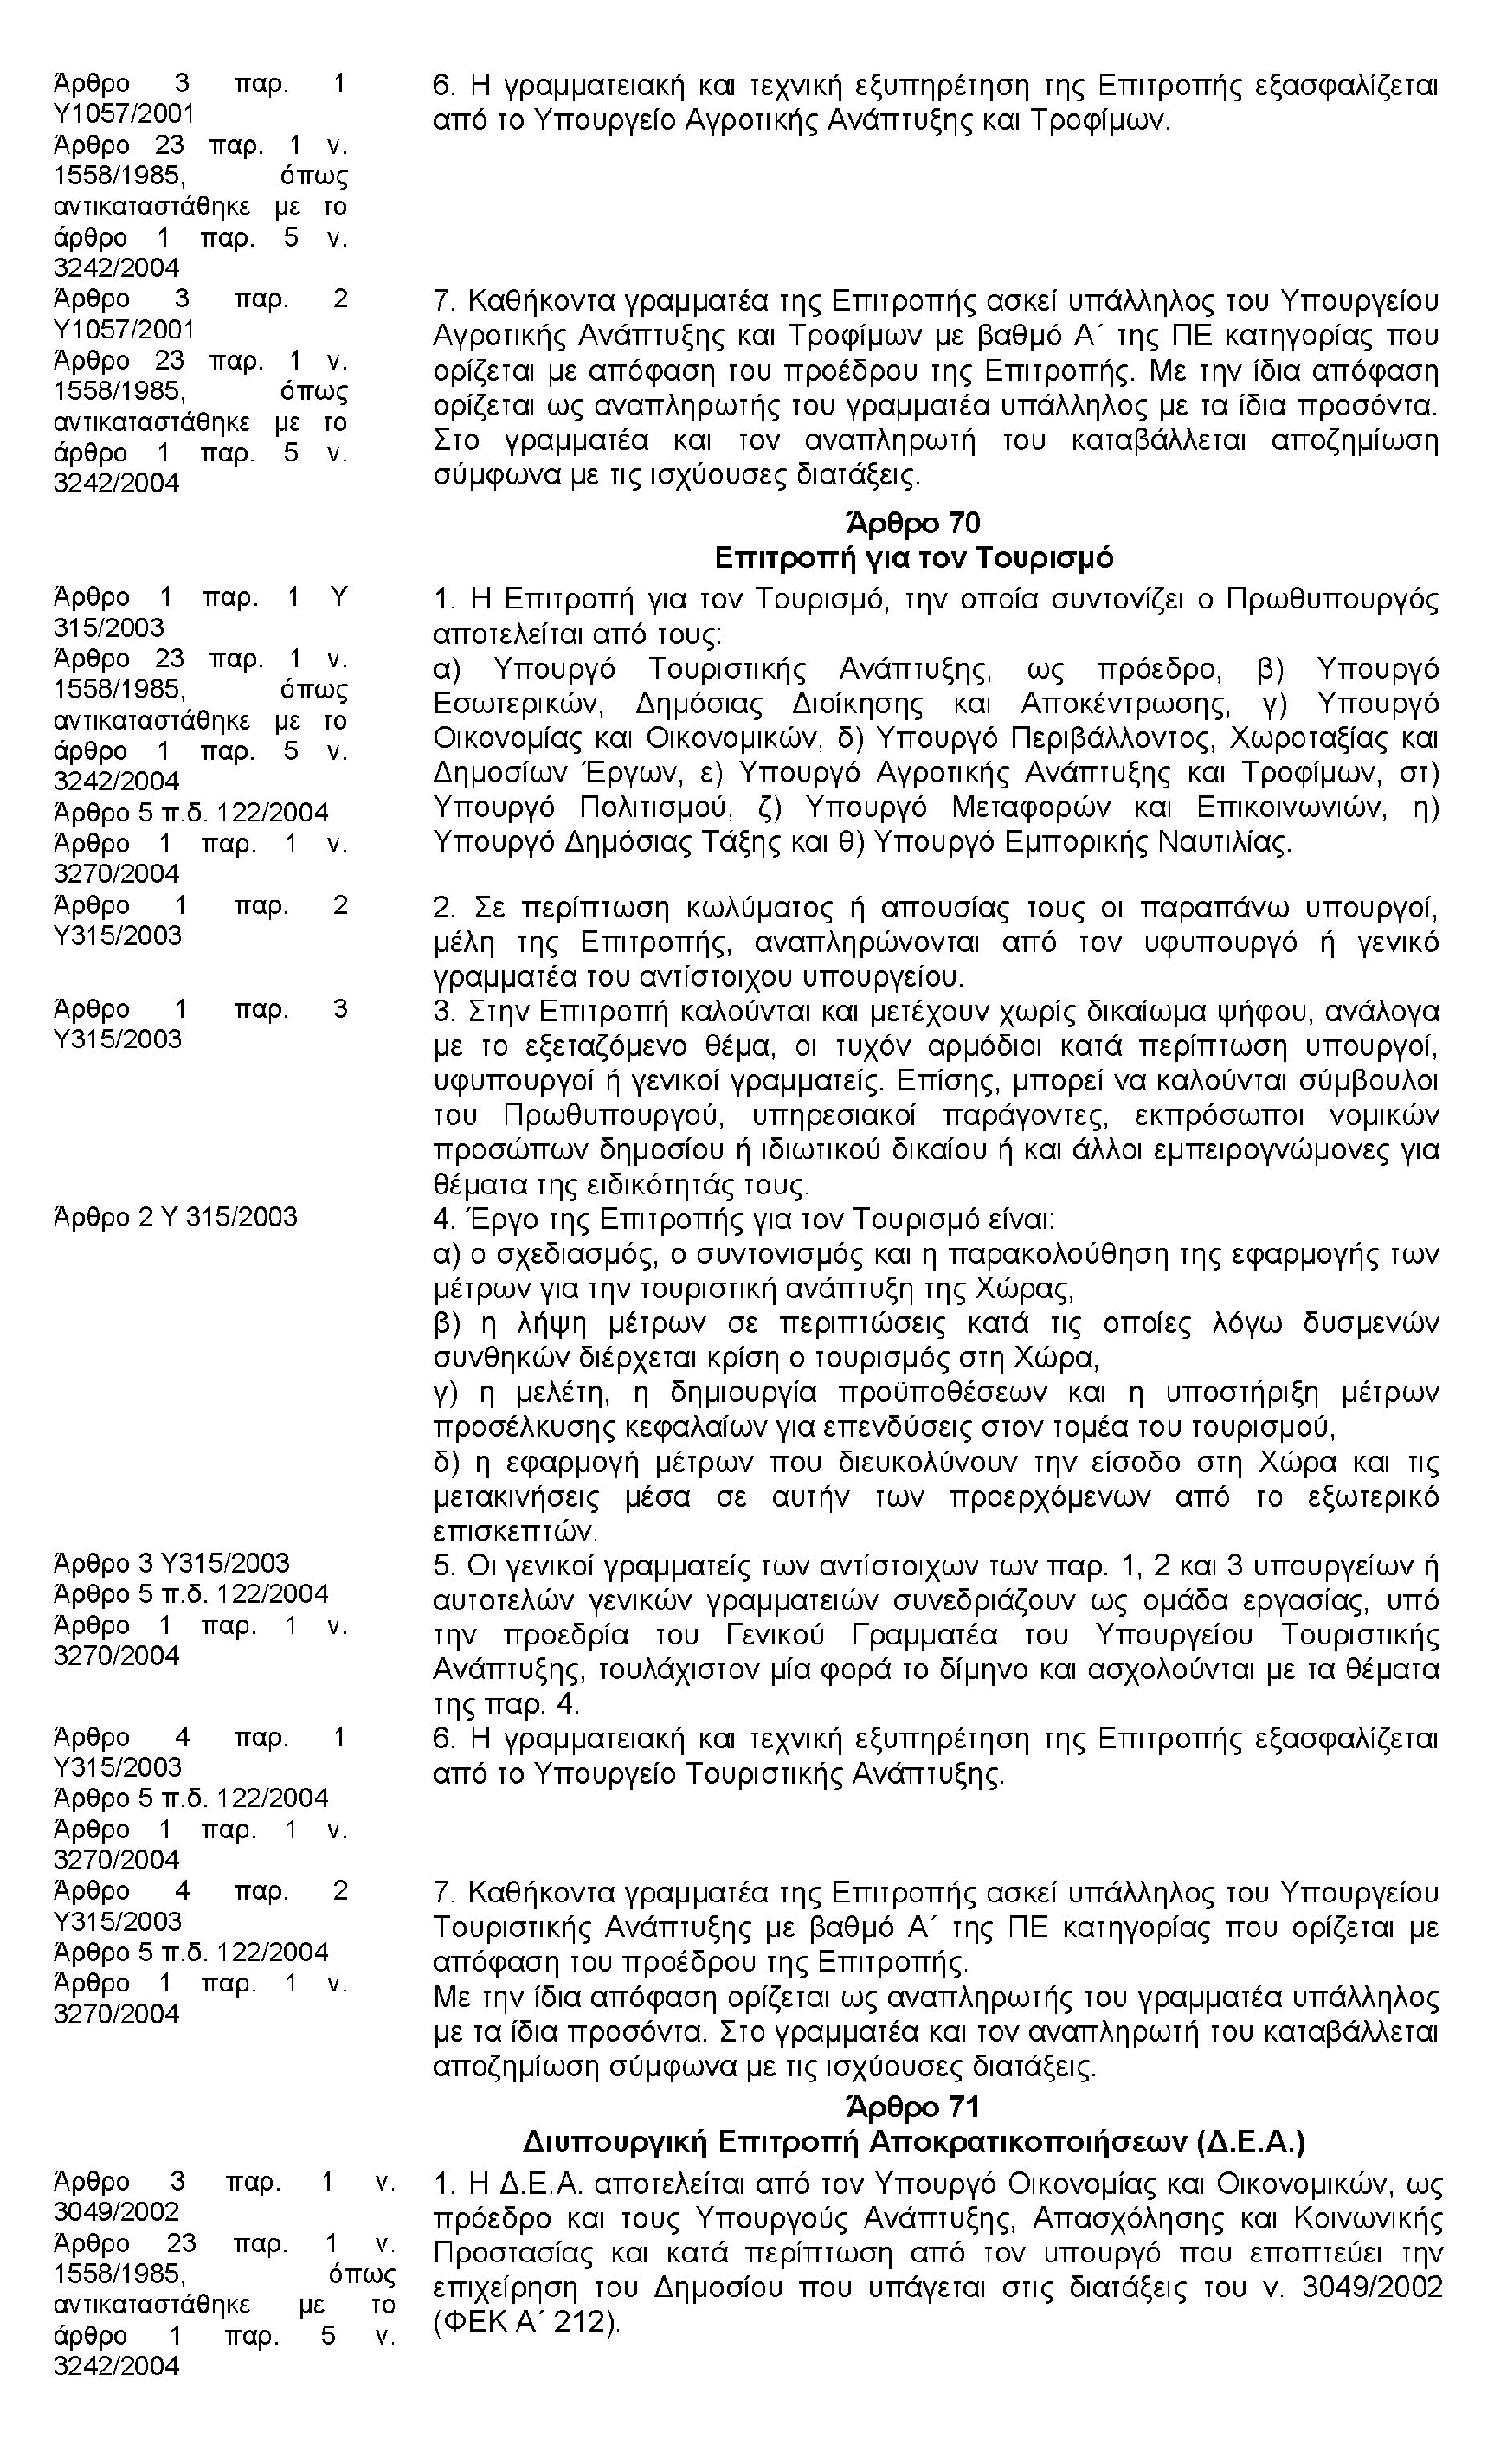 Άρθρο 3 παρ. 1
Υ1057/2001
Άρθρο 23 παρ. 1 ν.
1558/1985, όπως
αντικαταστάθηκε με το
άρθρο 1 παρ. 5 ν.
3242/2004
6. Η γραμματειακή και τεχνική εξυπηρέτηση της Επιτροπής εξασφαλίζεται
από το Υπουργείο Αγροτικής Ανάπτυξης και Τροφίμων.
Άρθρο 3 παρ. 2
Υ1057/2001
Άρθρο 23 παρ. 1 ν.
1558/1985, όπως
αντικαταστάθηκε με το
άρθρο 1 παρ. 5 ν.
3242/2004
7. Καθήκοντα γραμματέα της Επιτροπής ασκεί υπάλληλος του Υπουργείου
Αγροτικής Ανάπτυξης και Τροφίμων με βαθμό Α΄ της ΠΕ κατηγορίας που
ορίζεται με απόφαση του προέδρου της Επιτροπής. Με την ίδια απόφαση
ορίζεται ως αναπληρωτής του γραμματέα υπάλληλος με τα ίδια προσόντα.
Στο γραμματέα και τον αναπληρωτή του καταβάλλεται αποζημίωση
σύμφωνα με τις ισχύουσες διατάξεις.
Άρθρο 70
Επιτροπή για τον Τουρισμό
Άρθρο 1 παρ. 1 Υ
315/2003
Άρθρο 23 παρ. 1 ν.
1558/1985, όπως
αντικαταστάθηκε με το
άρθρο 1 παρ. 5 ν.
3242/2004
Άρθρο 5 π.δ. 122/2004
Άρθρο 1 παρ. 1 ν.
3270/2004
1. Η Επιτροπή για τον Τουρισμό, την οποία συντονίζει ο Πρωθυπουργός
αποτελείται από τους:
α) Υπουργό Τουριστικής Ανάπτυξης, ως πρόεδρο, β) Υπουργό
Εσωτερικών, Δημόσιας Διοίκησης και Αποκέντρωσης, γ) Υπουργό
Οικονομίας και Οικονομικών, δ) Υπουργό Περιβάλλοντος, Χωροταξίας και
Δημοσίων Έργων, ε) Υπουργό Αγροτικής Ανάπτυξης και Τροφίμων, στ)
Υπουργό Πολιτισμού, ζ) Υπουργό Μεταφορών και Επικοινωνιών, η)
Υπουργό Δημόσιας Τάξης και θ) Υπουργό Εμπορικής Ναυτιλίας.
Άρθρο 1 παρ. 2
Υ315/2003
2. Σε περίπτωση κωλύματος ή απουσίας τους οι παραπάνω υπουργοί,
μέλη της Επιτροπής, αναπληρώνονται από τον υφυπουργό ή γενικό
γραμματέα του αντίστοιχου υπουργείου.
Άρθρο 1 παρ. 3
Υ315/2003
3. Στην Επιτροπή καλούνται και μετέχουν χωρίς δικαίωμα ψήφου, ανάλογα
με το εξεταζόμενο θέμα, οι τυχόν αρμόδιοι κατά περίπτωση υπουργοί,
υφυπουργοί ή γενικοί γραμματείς. Επίσης, μπορεί να καλούνται σύμβουλοι
του Πρωθυπουργού, υπηρεσιακοί παράγοντες, εκπρόσωποι νομικών
προσώπων δημοσίου ή ιδιωτικού δικαίου ή και άλλοι εμπειρογνώμονες για
θέματα της ειδικότητάς τους.
Άρθρο 2 Υ 315/2003
4. Έργο της Επιτροπής για τον Τουρισμό είναι:
α) ο σχεδιασμός, ο συντονισμός και η παρακολούθηση της εφαρμογής των
μέτρων για την τουριστική ανάπτυξη της Χώρας,
β) η λήψη μέτρων σε περιπτώσεις κατά τις οποίες λόγω δυσμενών
συνθηκών διέρχεται κρίση ο τουρισμός στη Χώρα,
γ) η μελέτη, η δημιουργία προϋποθέσεων και η υποστήριξη μέτρων
προσέλκυσης κεφαλαίων για επενδύσεις στον τομέα του τουρισμού,
δ) η εφαρμογή μέτρων που διευκολύνουν την είσοδο στη Χώρα και τις
μετακινήσεις μέσα σε αυτήν των προερχόμενων από το εξωτερικό
επισκεπτών.
Άρθρο 3 Υ315/2003
Άρθρο 5 π.δ. 122/2004
Άρθρο 1 παρ. 1 ν.
3270/2004
5. Οι γενικοί γραμματείς των αντίστοιχων των παρ. 1, 2 και 3 υπουργείων ή
αυτοτελών γενικών γραμματειών συνεδριάζουν ως ομάδα εργασίας, υπό
την προεδρία του Γενικού Γραμματέα του Υπουργείου Τουριστικής
Ανάπτυξης, τουλάχιστον μία φορά το δίμηνο και ασχολούνται με τα θέματα
της παρ. 4.
Άρθρο 4 παρ. 1
Υ315/2003
Άρθρο 5 π.δ. 122/2004
Άρθρο 1 παρ. 1 ν.
3270/2004
6. Η γραμματειακή και τεχνική εξυπηρέτηση της Επιτροπής εξασφαλίζεται
από το Υπουργείο Τουριστικής Ανάπτυξης.
Άρθρο 4 παρ. 2
Υ315/2003
Άρθρο 5 π.δ. 122/2004
Άρθρο 1 παρ. 1 ν.
3270/2004
7. Καθήκοντα γραμματέα της Επιτροπής ασκεί υπάλληλος του Υπουργείου
Τουριστικής Ανάπτυξης με βαθμό Α΄ της ΠΕ κατηγορίας που ορίζεται με
απόφαση του προέδρου της Επιτροπής.
Με την ίδια απόφαση ορίζεται ως αναπληρωτής του γραμματέα υπάλληλος
με τα ίδια προσόντα. Στο γραμματέα και τον αναπληρωτή του καταβάλλεται
αποζημίωση σύμφωνα με τις ισχύουσες διατάξεις.
Άρθρο 71
Διυπουργική Επιτροπή Αποκρατικοποιήσεων (Δ.Ε.Α.)
Άρθρο 3 παρ. 1 ν.
3049/2002
Άρθρο 23 παρ. 1 ν.
1558/1985, όπως
αντικαταστάθηκε με το
άρθρο 1 παρ. 5 ν.
3242/2004
1. Η Δ.Ε.Α. αποτελείται από τον Υπουργό Οικονομίας και Οικονομικών, ως
πρόεδρο και τους Υπουργούς Ανάπτυξης, Απασχόλησης και Κοινωνικής
Προστασίας και κατά περίπτωση από τον υπουργό που εποπτεύει την
επιχείρηση του Δημοσίου που υπάγεται στις διατάξεις του ν. 3049/2002
(ΦΕΚ Α΄ 212).